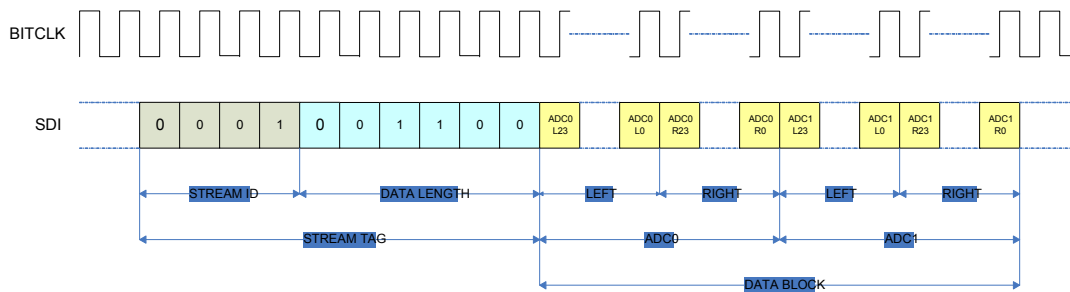 BITCLK
SDI
0 0 0 1 0 0 1 1 0 0 ADC0 ADC0 ADC0 ADC0 ADC1 ADC1 ADC1 ADC1
L23 L0 R23 R0 L23 L0 R23 R0
STREAM ID DATA LENGTH LEFT RIGHT LEFT RIGHT
STREAM TAG ADC0 ADC1
DATA BLOCK